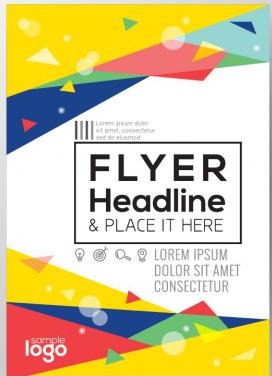 Lorem ipsum dolor
sit amet, consectetur
sed do eiusmod
FLYER
Headline
& PLACE IT HERE
LOREM IPSUM
DOLOR SIT AMET
CONSECTETUR
sample
logo